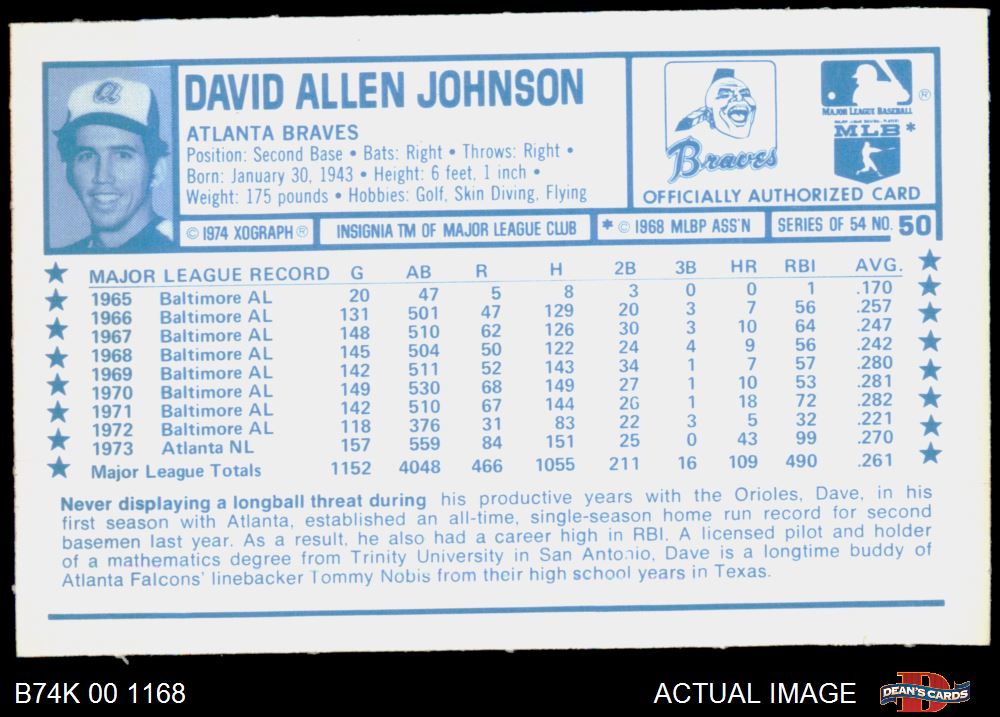 a
DAVID ALLEN JOHNSON
ATLANTA BRAVES
Position: Second Base • Bats: Right • Throws: Right •
Born: January 30, 1943 • Height: 6 feet, 1 inch •
Weight: 175 pounds • Hobbies: Golf, Skin Diving, Flying
Braves
MAJOR LEAGUE BASEBALL ®
MAJOR LEAGUE BASEBALL PLAYERS
MLB *
OFFICIALLY AUTHORIZED CARD
© 1974 XOGRAPH ® INSIGNIA TM OF MAJOR LEAGUE CLUB * © 1968 MLBP ASS'N SERIES OF 54 NO. 50
MAJOR LEAGUE RECORD G AB R H 2B 3B HR RBI AVG.
1965 Baltimore AL 20 47 5 8 3 0 0 1 .170
1966 Baltimore AL 131 501 47 129 20 3 7 56 .257
1967 Baltimore AL 148 510 62 126 30 3 10 64 .247
1968 Baltimore AL 145 504 50 122 24 4 9 56 .242
1969 Baltimore AL 142 511 52 143 34 1 7 57 .280
1970 Baltimore AL 149 530 68 149 27 1 10 53 .281
1971 Baltimore AL 142 510 67 144 26 1 18 72 .282
1972 Baltimore AL 118 376 31 83 22 3 5 32 .221
1973 Atlanta NL 157 559 84 151 25 0 43 99 .270
Major League Totals 1152 4048 466 1055 211 16 109 490 .261
Never displaying a longball threat during his productive years with the Orioles, Dave, in his
first season with Atlanta, established an all-time, single-season home run record for second
basemen last year. As a result, he also had a career high in RBI. A licensed pilot and holder
of a mathematics degree from Trinity University in San Antonio, Dave is a longtime buddy of
Atlanta Falcons' linebacker Tommy Nobis from their high school years in Texas.
B74K 00 1168 ACTUAL IMAGE DEAN'S CARDS